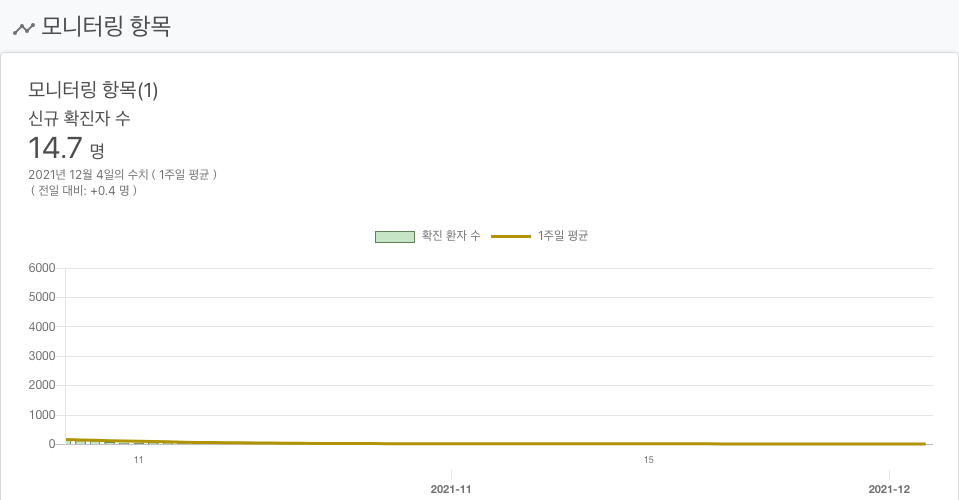 모니터링 항목
모니터링 항목(1)
신규 확진자 수
14.7 명
2021년 12월 4일의 수치 ( 1주일 평균 )
( 전일 대비: +0.4 명 )
확진 환자 수 1주일 평균
6000
5000
4000
3000
2000
1000
0
11 15
2021-11 2021-12